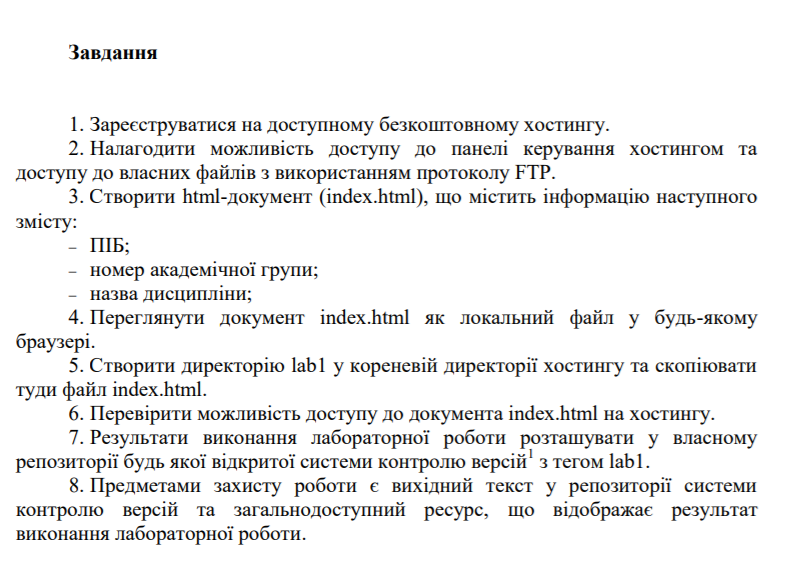 Завдання
1. Зареєструватися на доступному безкоштовному хостингу.
2. Налагодити можливість доступу до панелі керування хостингом та
доступу до власних файлів з використанням протоколу FTP.
3. Створити html-документ (index.html), що містить інформацію наступного
змісту:
– ПІБ;
– номер академічної групи;
– назва дисципліни;
4. Переглянути документ index.html як локальний файл у будь-якому
браузері.
5. Створити директорію lab1 у кореневій директорії хостингу та скопіювати
туди файл index.html.
6. Перевірити можливість доступу до документа index.html на хостингу.
7. Результати виконання лабораторної роботи розташувати у власному
репозиторії будь якої відкритої системи контролю версій¹ з тегом lab1.
8. Предметами захисту роботи є вихідний текст у репозиторії системи
контролю версій та загальнодоступний ресурс, що відображає результат
виконання лабораторної роботи.